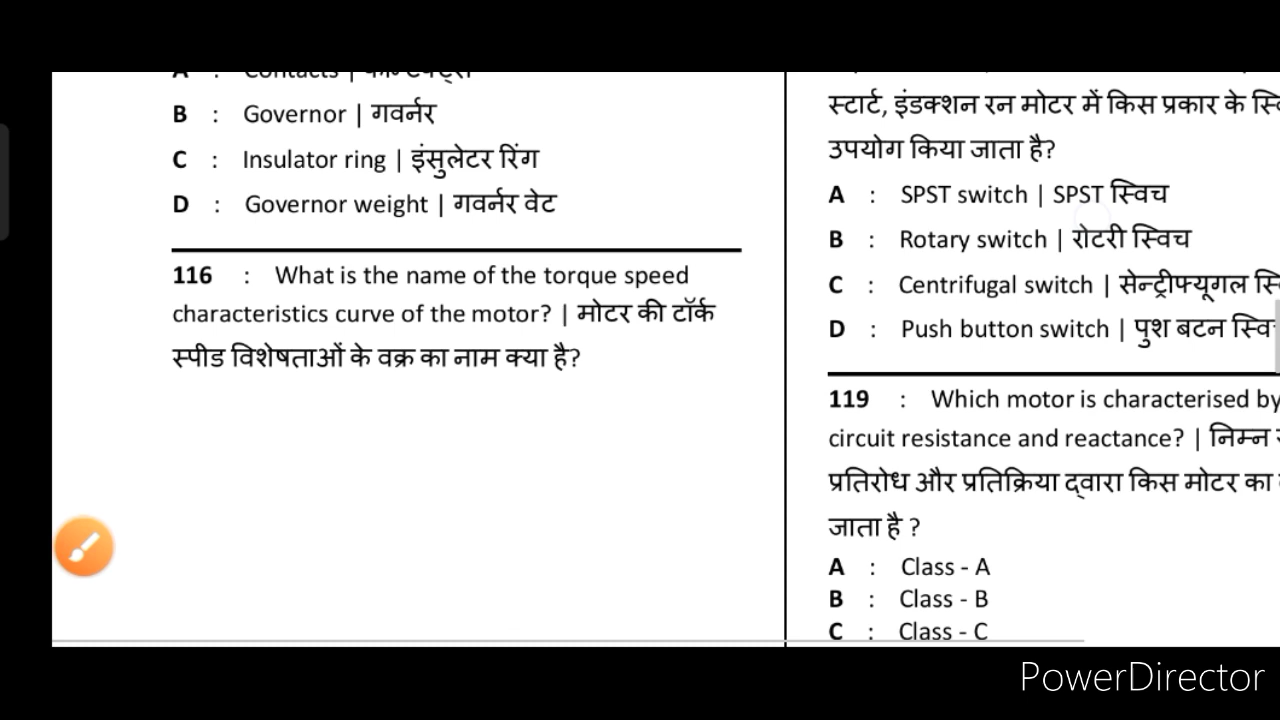 B : Governor | गवर्नर
C : Insulator ring | इंसुलेटर रिंग
D : Governor weight | गवर्नर वेट
116 : What is the name of the torque speed
characteristics curve of the motor? | मोटर की टॉर्क
स्पीड विशेषताओं के वक्र का नाम क्या है?
स्टार्ट, इंडक्शन रन मोटर में किस प्रकार के
उपयोग किया जाता है?
A : SPST switch | SPST स्विच
B : Rotary switch | रोटरी स्विच
C : Centrifugal switch | सेन्ट्रीफ्यूगल
D : Push button switch | पुश बटन
119 : Which motor is characterised by
circuit resistance and reactance? | निम्न
प्रतिरोध और प्रतिक्रिया द्वारा किस मोटर का
जाता है ?
A : Class - A
B : Class - B
C : Class - C
PowerDirector